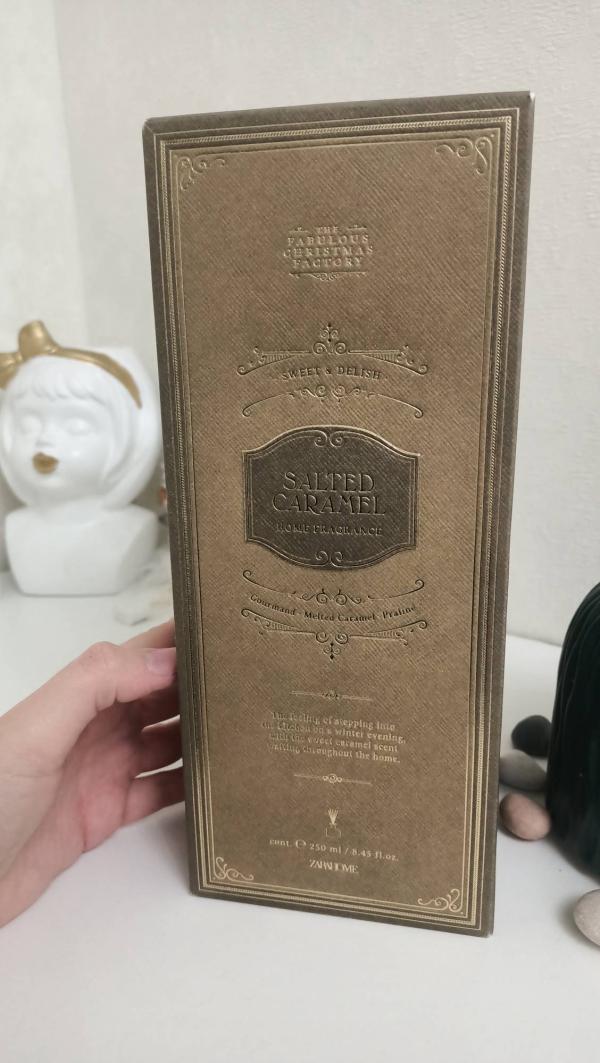 THE
FABULOUS
CHRISTMAS
FACTORY
SWEET & DELISH
SALTED
CARAMEL
HOME FRAGRANCE
Gourmand - Melted Caramel - Praline
The feeling of stepping into
the kitchen on a winter evening,
with the sweet caramel scent
wafting throughout the home.
cont. ℮ 250 ml / 8.45 fl.oz.
ZARAHOME